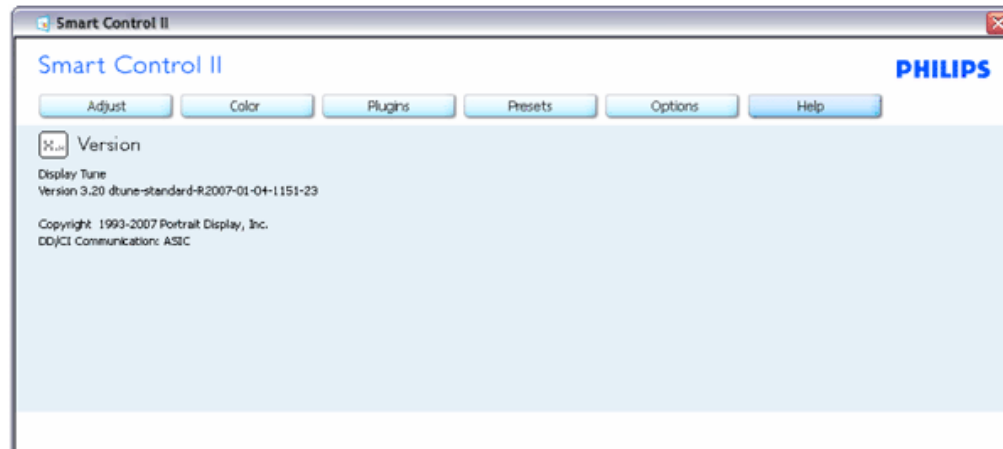 Smart Control II
Smart Control II
PHILIPS
Adjust Color Plugins Presets Options Help
Version
Display Tune
Version 3.20 dtune-standard-R2007-01-04-1151-23
Copyright 1993-2007 Portrait Display, Inc.
DD/CI Communication: ASIC